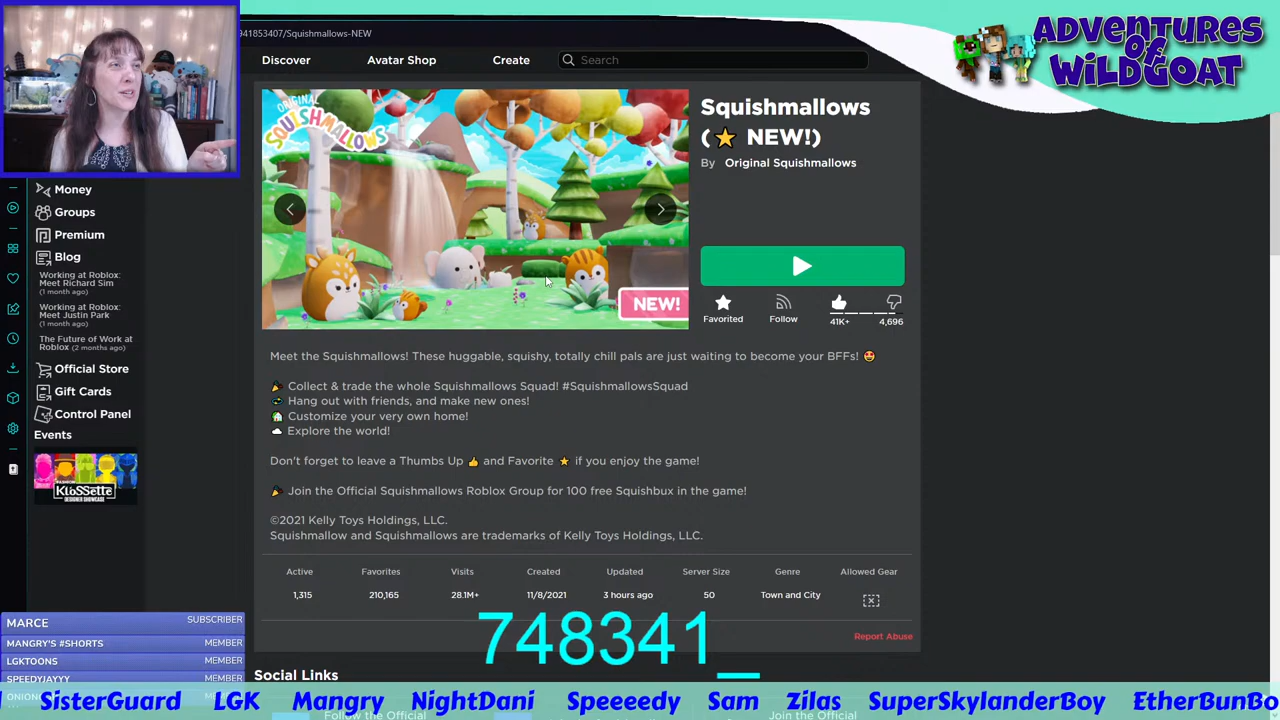 941853407/Squishmallows-NEW
ADVENTURES
OF
WILDGOAT
Discover
Avatar Shop
Create
Search
ORIGINAL
SQUISHMALLOWS
NEW!
Squishmallows
(⭐ NEW!)
By Original Squishmallows
Favorited
Follow
41K+
4,696
Money
Groups
Premium
Blog
Working at Roblox:
Meet Richard Sim
(1 month ago)
Working at Roblox:
Meet Justin Park
(1 month ago)
The Future of Work at
Roblox (2 months ago)
Official Store
Gift Cards
Control Panel
Events
KLOSSETTE
DESIGNER SHOWCASE
Meet the Squishmallows! These huggable, squishy, totally chill pals are just waiting to become your BFFs! 😍
🎉 Collect & trade the whole Squishmallows Squad! #SquishmallowsSquad
Hang out with friends, and make new ones!
Customize your very own home!
☁️ Explore the world!
Don't forget to leave a Thumbs Up 👍 and Favorite ⭐ if you enjoy the game!
🎉 Join the Official Squishmallows Roblox Group for 100 free Squishbux in the game!
©2021 Kelly Toys Holdings, LLC.
Squishmallow and Squishmallows are trademarks of Kelly Toys Holdings, LLC.
Active Favorites Visits Created Updated Server Size Genre Allowed Gear
1,315 210,165 28.1M+ 11/8/2021 3 hours ago 50 Town and City
748341_
Report Abuse
Social Links
MARCE SUBSCRIBER
MANGRY'S #SHORTS MEMBER
LGKTOONS MEMBER
SPEEDYJAYYY MEMBER
MEMBER
SisterGuard LGK Mangry NightDani Speeeedy Sam Zilas SuperSkylanderBoy EtherBunBo
Follow the Official
Join the Official